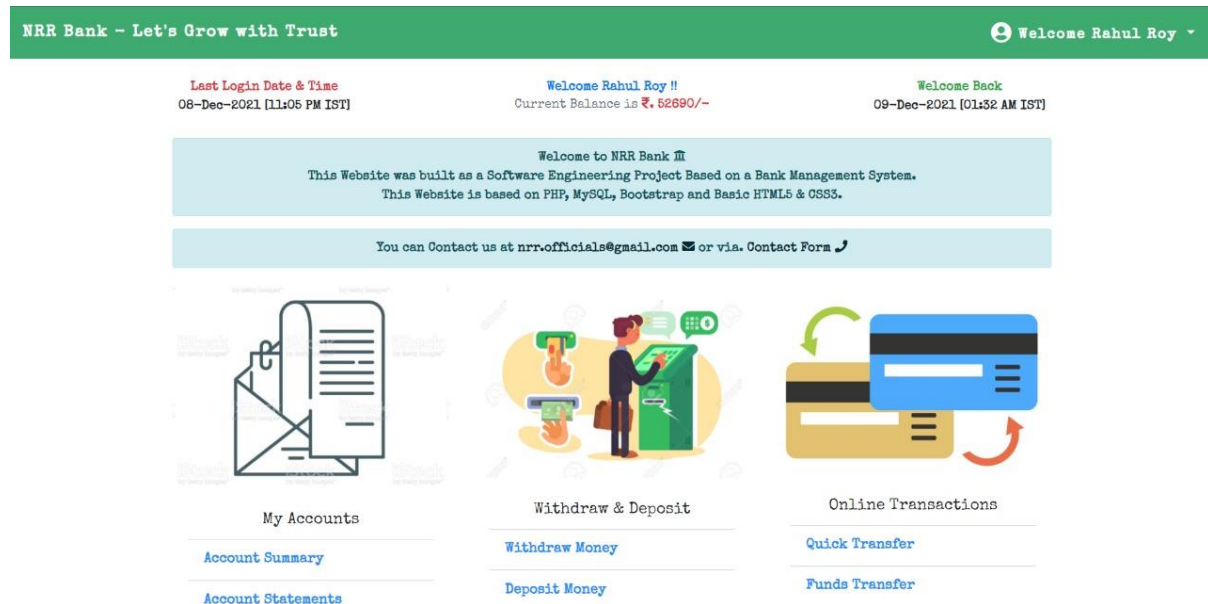 NRR Bank - Let's Grow with Trust
Welcome Rahul Roy
Last Login Date & Time
08-Dec-2021 [11:05 PM IST]
Welcome Rahul Roy !!
Current Balance is ₹. 52690/-
Welcome Back
09-Dec-2021 [01:32 AM IST]
Welcome to NRR Bank
This Website was built as a Software Engineering Project Based on a Bank Management System.
This Website is based on PHP, MySQL, Bootstrap and Basic HTML5 & CSS3.
You can Contact us at nrr.officials@gmail.com or via. Contact Form
My Accounts
Account Summary
Account Statements
Withdraw & Deposit
Withdraw Money
Deposit Money
Online Transactions
Quick Transfer
Funds Transfer